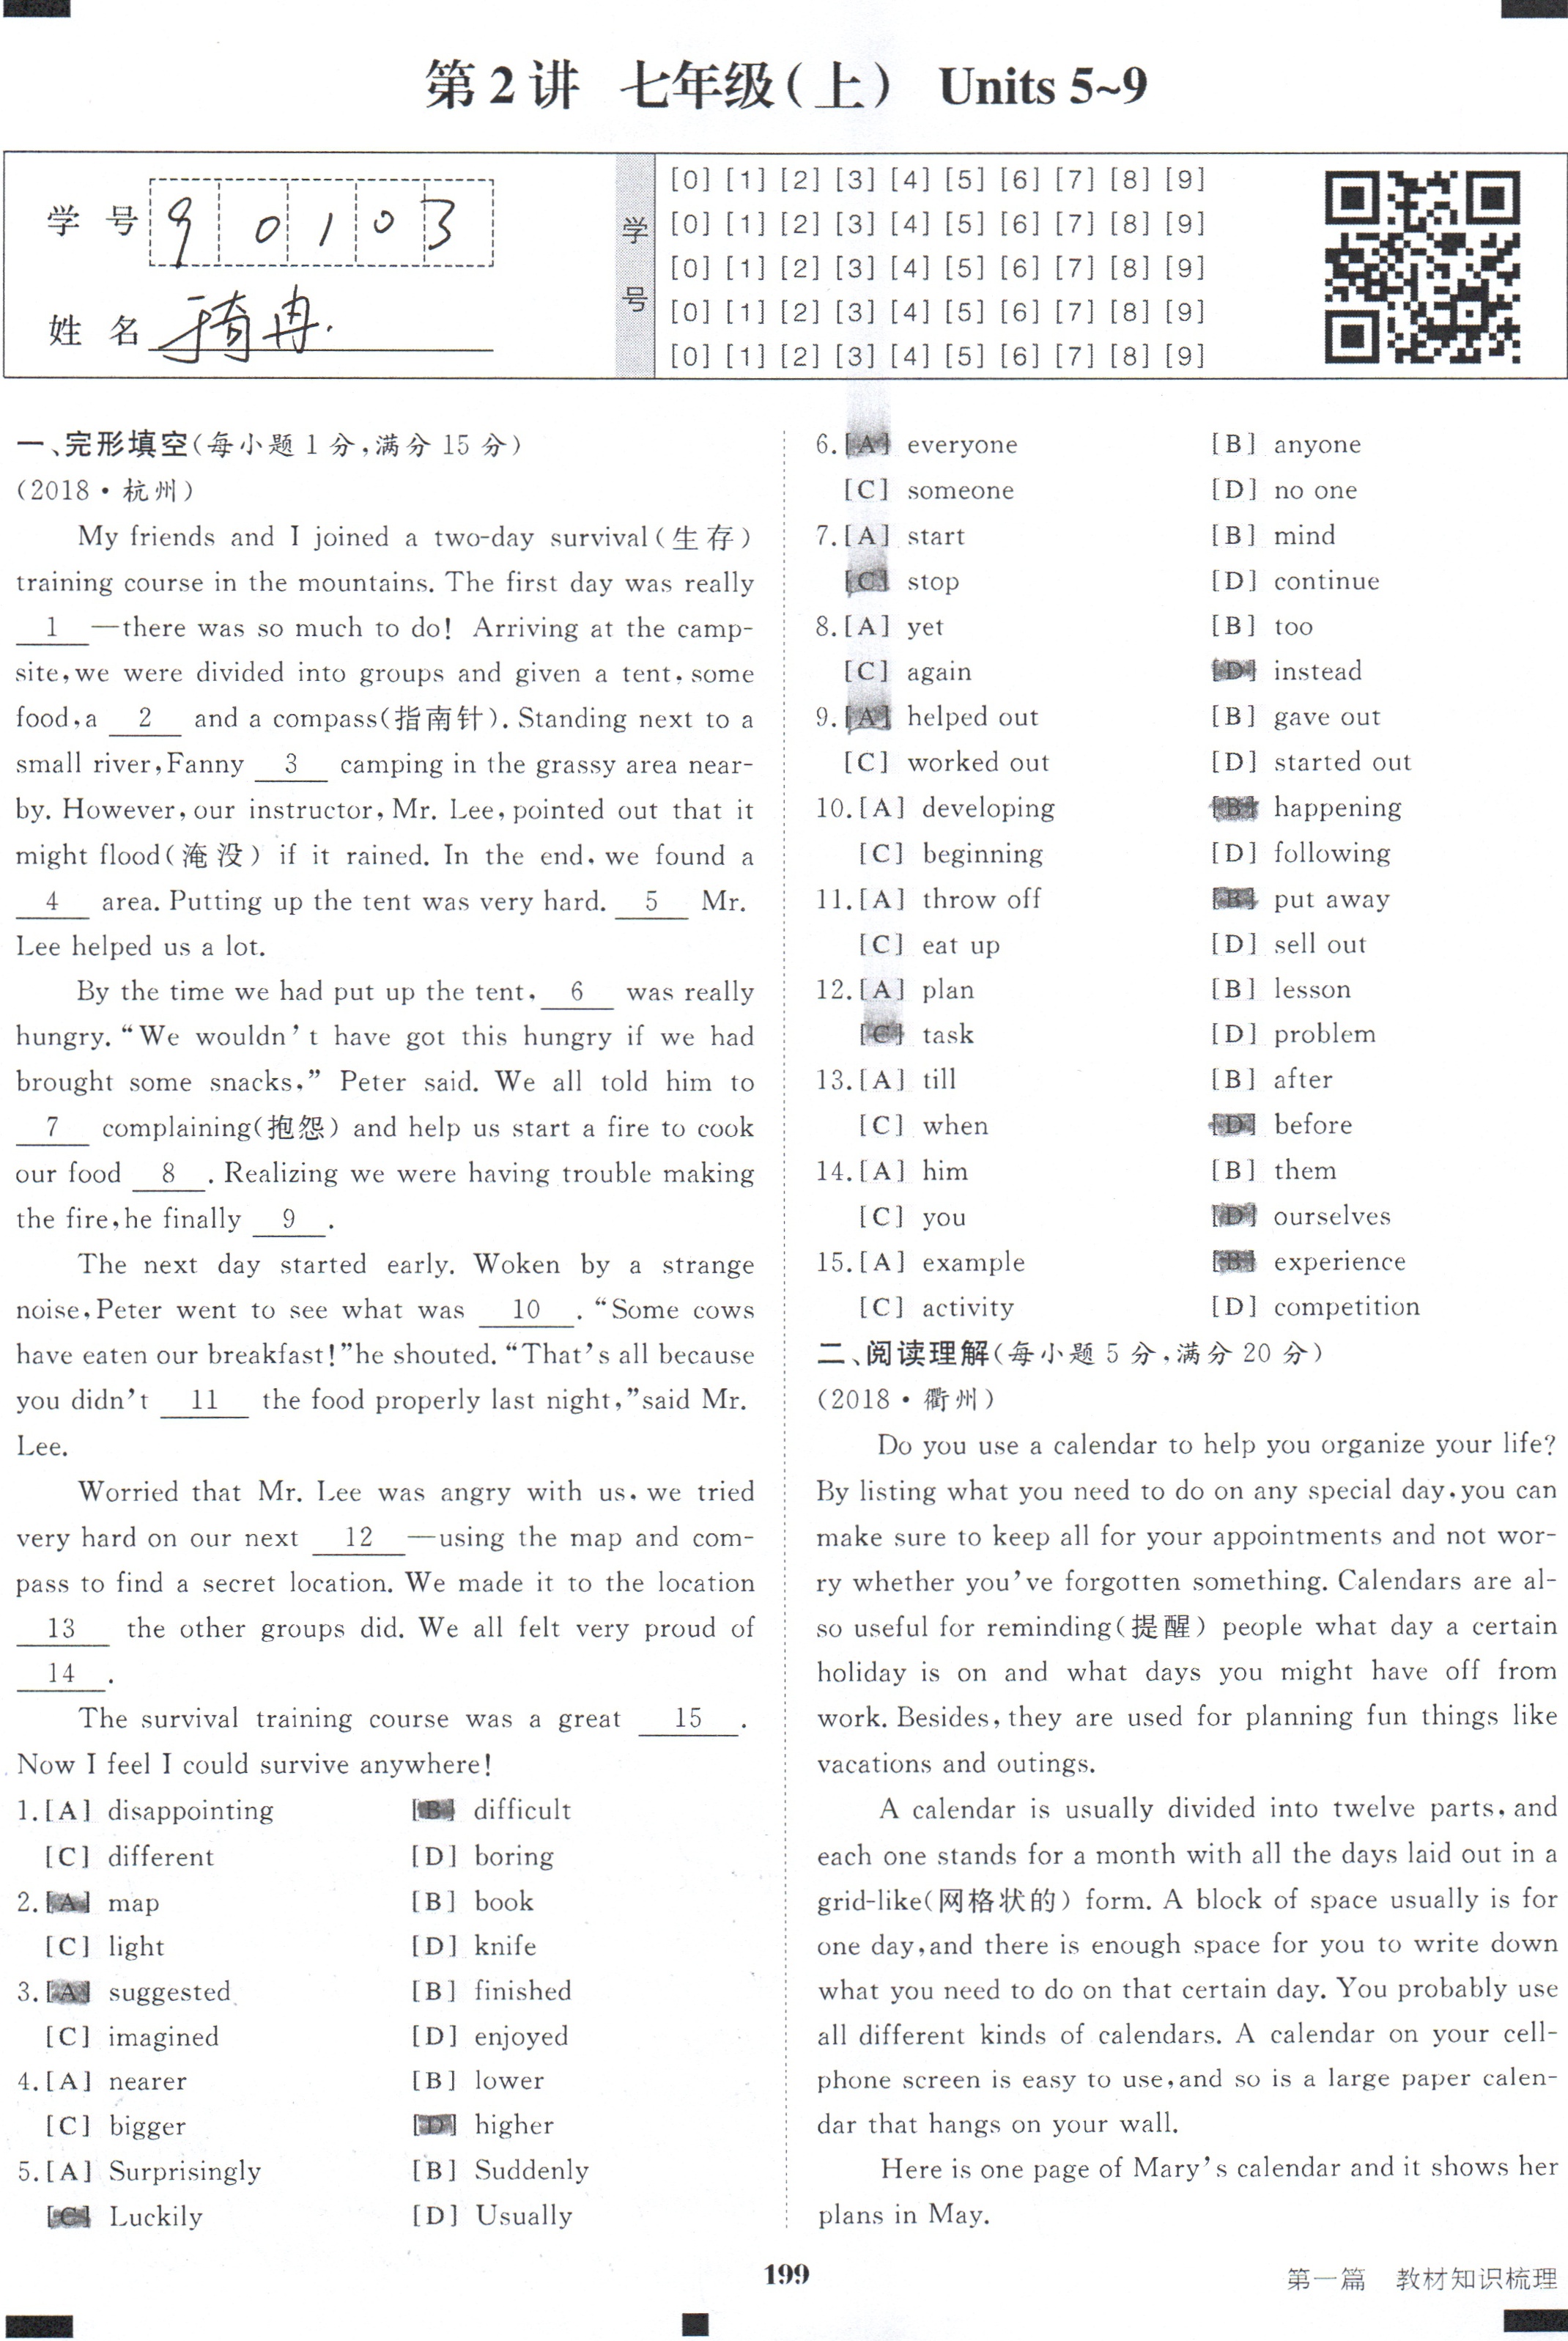 第2讲 七年级(上) Units 5~9
学 号 9 0 1 0 3
姓 名
学
号
[0] [1] [2] [3] [4] [5] [6] [7] [8] [9]
[0] [1] [2] [3] [4] [5] [6] [7] [8] [9]
[0] [1] [2] [3] [4] [5] [6] [7] [8] [9]
[0] [1] [2] [3] [4] [5] [6] [7] [8] [9]
[0] [1] [2] [3] [4] [5] [6] [7] [8] [9]
一、完形填空(每小题1分,满分15分)
(2018·杭州)
My friends and I joined a two-day survival(生存)
training course in the mountains. The first day was really
1 —there was so much to do! Arriving at the camp-
site,we were divided into groups and given a tent, some
food,a 2 and a compass(指南针). Standing next to a
small river,Fanny 3 camping in the grassy area near-
by. However,our instructor,Mr. Lee,pointed out that it
might flood(淹没) if it rained. In the end, we found a
4 area. Putting up the tent was very hard. 5 Mr.
Lee helped us a lot.
By the time we had put up the tent, 6 was really
hungry. “We wouldn’t have got this hungry if we had
brought some snacks,” Peter said. We all told him to
7 complaining(抱怨) and help us start a fire to cook
our food 8 . Realizing we were having trouble making
the fire,he finally 9 .
The next day started early. Woken by a strange
noise,Peter went to see what was 10 . “Some cows
have eaten our breakfast!”he shouted. “That’s all because
you didn’t 11 the food properly last night,”said Mr.
Lee.
Worried that Mr. Lee was angry with us, we tried
very hard on our next 12 —using the map and com-
pass to find a secret location. We made it to the location
13 the other groups did. We all felt very proud of
14 .
The survival training course was a great 15 .
Now I feel I could survive anywhere!
1. [A] disappointing [B] difficult
[C] different [D] boring
2. [A] map [B] book
[C] light [D] knife
3. [A] suggested [B] finished
[C] imagined [D] enjoyed
4. [A] nearer [B] lower
[C] bigger [D] higher
5. [A] Surprisingly [B] Suddenly
[C] Luckily [D] Usually
6. [A] everyone [B] anyone
[C] someone [D] no one
7. [A] start [B] mind
[C] stop [D] continue
8. [A] yet [B] too
[C] again [D] instead
9. [A] helped out [B] gave out
[C] worked out [D] started out
10. [A] developing [B] happening
[C] beginning [D] following
11. [A] throw off [B] put away
[C] eat up [D] sell out
12. [A] plan [B] lesson
[C] task [D] problem
13. [A] till [B] after
[C] when [D] before
14. [A] him [B] them
[C] you [D] ourselves
15. [A] example [B] experience
[C] activity [D] competition
二、阅读理解(每小题5分,满分20分)
(2018·衢州)
Do you use a calendar to help you organize your life?
By listing what you need to do on any special day,you can
make sure to keep all for your appointments and not wor-
ry whether you’ve forgotten something. Calendars are al-
so useful for reminding(提醒) people what day a certain
holiday is on and what days you might have off from
work. Besides,they are used for planning fun things like
vacations and outings.
A calendar is usually divided into twelve parts, and
each one stands for a month with all the days laid out in a
grid-like(网格状的) form. A block of space usually is for
one day,and there is enough space for you to write down
what you need to do on that certain day. You probably use
all different kinds of calendars. A calendar on your cell-
phone screen is easy to use,and so is a large paper calen-
dar that hangs on your wall.
Here is one page of Mary’s calendar and it shows her
plans in May.
199
第一篇 教材知识梳理